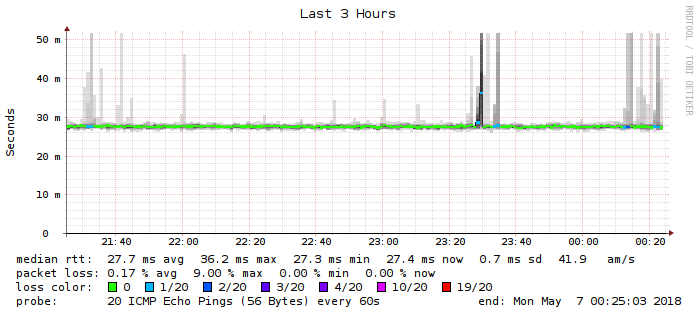 Last 3 Hours
RRDTOOL / TOBI OETIKER
Seconds
50 m
40 m
30 m
20 m
10 m
0
21:40 22:00 22:20 22:40 23:00 23:20 23:40 00:00 00:20
median rtt: 27.7 ms avg 36.2 ms max 27.3 ms min 27.4 ms now 0.7 ms sd 41.9 am/s
packet loss: 0.17 % avg 9.00 % max 0.00 % min 0.00 % now
loss color: 0 1/20 2/20 3/20 4/20 10/20 19/20
probe: 20 ICMP Echo Pings (56 Bytes) every 60s end: Mon May 7 00:25:03 2018